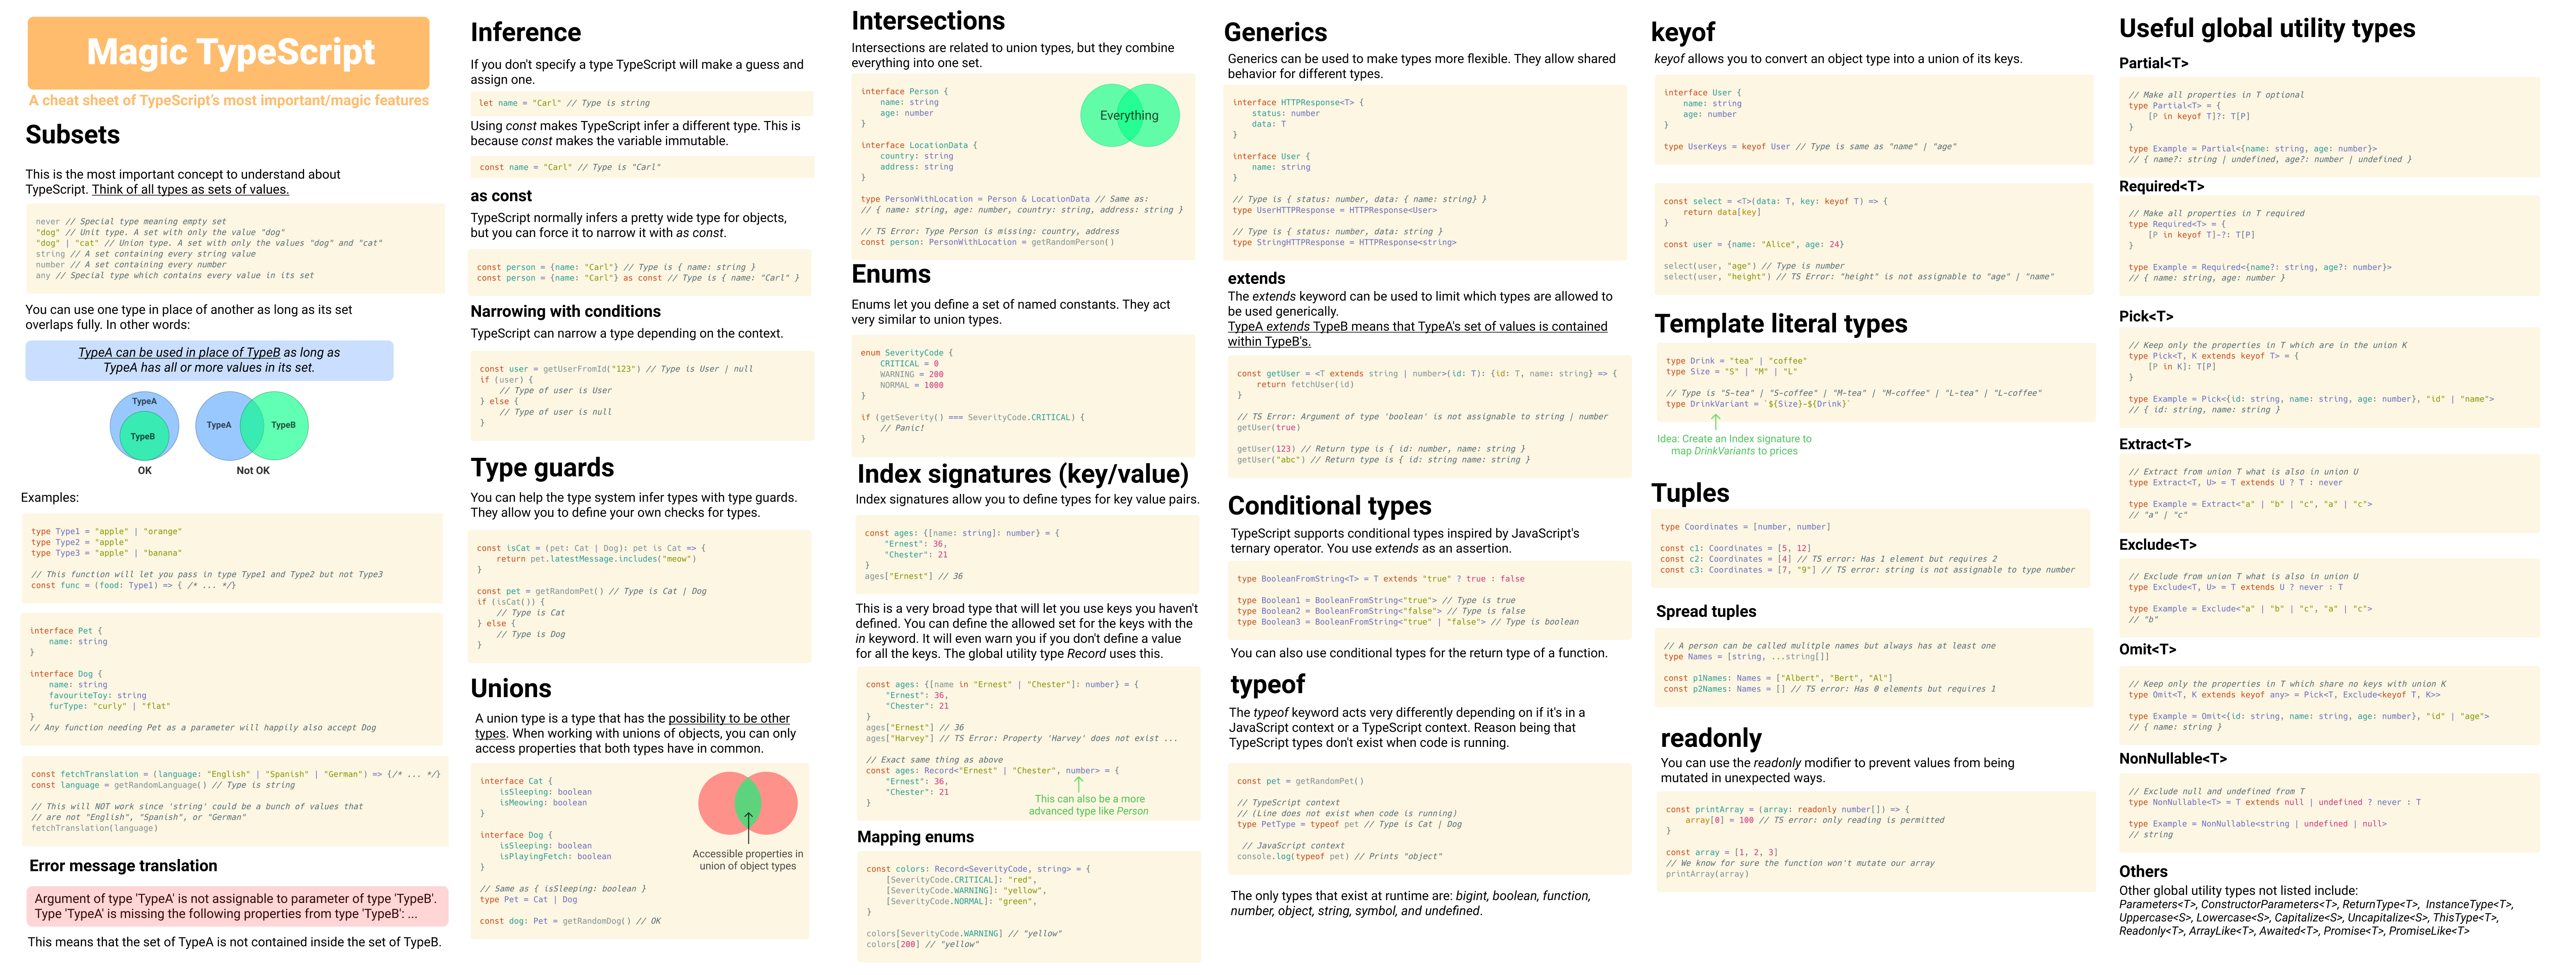 Magic TypeScript
A cheat sheet of TypeScript's most important/magic features
Subsets
This is the most important concept to understand about
TypeScript. Think of all types as sets of values.
never // Special type meaning empty set
"dog" // Unit type. A set with only the value "dog"
"dog" | "cat" // Union type. A set with only the values "dog" and "cat"
string // A set containing every string value
number // A set containing every number
any // Special type which contains every value in its set
You can use one type in place of another as long as its set
overlaps fully. In other words:
TypeA can be used in place of TypeB as long as
TypeA has all or more values in its set.
TypeA
TypeB
OK
TypeA
TypeB
Not OK
Examples:
type Type1 = "apple" | "orange"
type Type2 = "apple"
type Type3 = "apple" | "banana"
// This function will let you pass in type Type1 and Type2 but not Type3
const func = (food: Type1) => { /* ... */}
interface Pet {
name: string
}
interface Dog {
name: string
favouriteToy: string
furType: "curly" | "flat"
}
// Any function needing Pet as a parameter will happily also accept Dog
const fetchTranslation = (language: "English" | "Spanish" | "German") => {/* ... */}
const language = getRandomLanguage() // Type is string
// This will NOT work since 'string' could be a bunch of values that
// are not "English", "Spanish", or "German"
fetchTranslation(language)
Error message translation
Argument of type 'TypeA' is not assignable to parameter of type 'TypeB'.
Type 'TypeA' is missing the following properties from type 'TypeB': ...
This means that the set of TypeA is not contained inside the set of TypeB.
Inference
If you don't specify a type TypeScript will make a guess and
assign one.
let name = "Carl" // Type is string
Using const makes TypeScript infer a different type. This is
because const makes the variable immutable.
const name = "Carl" // Type is "Carl"
as const
TypeScript normally infers a pretty wide type for objects,
but you can force it to narrow it with as const.
const person = {name: "Carl"} // Type is { name: string }
const person = {name: "Carl"} as const // Type is { name: "Carl" }
Narrowing with conditions
TypeScript can narrow a type depending on the context.
const user = getUserFromId("123") // Type is User | null
if (user) {
// Type of user is User
} else {
// Type of user is null
}
Type guards
You can help the type system infer types with type guards.
They allow you to define your own checks for types.
const isCat = (pet: Cat | Dog): pet is Cat => {
return pet.latestMessage.includes("meow")
}
const pet = getRandomPet() // Type is Cat | Dog
if (isCat()) {
// Type is Cat
} else {
// Type is Dog
}
Unions
A union type is a type that has the possibility to be other
types. When working with unions of objects, you can only
access properties that both types have in common.
interface Cat {
isSleeping: boolean
isMeowing: boolean
}
interface Dog {
isSleeping: boolean
isPlayingFetch: boolean
}
// Same as { isSleeping: boolean }
type Pet = Cat | Dog
const dog: Pet = getRandomDog() // OK
Accessible properties in
union of object types
Intersections
Intersections are related to union types, but they combine
everything into one set.
interface Person {
name: string
age: number
}
interface LocationData {
country: string
address: string
}
type PersonWithLocation = Person & LocationData // Same as:
// { name: string, age: number, country: string, address: string }
// TS Error: Type Person is missing: country, address
const person: PersonWithLocation = getRandomPerson()
Everything
Enums
Enums let you define a set of named constants. They act
very similar to union types.
enum SeverityCode {
CRITICAL = 0
WARNING = 200
NORMAL = 1000
}
if (getSeverity() === SeverityCode.CRITICAL) {
// Panic!
}
Index signatures (key/value)
Index signatures allow you to define types for key value pairs.
const ages: {[name: string]: number} = {
"Ernest": 36,
"Chester": 21
}
ages["Ernest"] // 36
This is a very broad type that will let you use keys you haven't
defined. You can define the allowed set for the keys with the
in keyword. It will even warn you if you don't define a value
for all the keys. The global utility type Record uses this.
const ages: {[name in "Ernest" | "Chester"]: number} = {
"Ernest": 36,
"Chester": 21
}
ages["Ernest"] // 36
ages["Harvey"] // TS Error: Property 'Harvey' does not exist ...
// Exact same thing as above
const ages: Record<"Ernest" | "Chester", number> = {
"Ernest": 36,
"Chester": 21
}
This can also be a more
advanced type like Person
Mapping enums
const colors: Record<SeverityCode, string> = {
[SeverityCode.CRITICAL]: "red",
[SeverityCode.WARNING]: "yellow",
[SeverityCode.NORMAL]: "green",
}
colors[SeverityCode.WARNING] // "yellow"
colors[200] // "yellow"
Generics
Generics can be used to make types more flexible. They allow shared
behavior for different types.
interface HTTPResponse<T> {
status: number
data: T
}
interface User {
name: string
}
// Type is { status: number, data: { name: string} }
type UserHTTPResponse = HTTPResponse<User>
// Type is { status: number, data: string }
type StringHTTPResponse = HTTPResponse<string>
extends
The extends keyword can be used to limit which types are allowed to
be used generically.
TypeA extends TypeB means that TypeA's set of values is contained
within TypeB's.
const getUser = <T extends string | number>(id: T): {id: T, name: string} => {
return fetchUser(id)
}
// TS Error: Argument of type 'boolean' is not assignable to string | number
getUser(true)
getUser(123) // Return type is { id: number, name: string }
getUser("abc") // Return type is { id: string name: string }
Conditional types
TypeScript supports conditional types inspired by JavaScript's
ternary operator. You use extends as an assertion.
type BooleanFromString<T> = T extends "true" ? true : false
type Boolean1 = BooleanFromString<"true"> // Type is true
type Boolean2 = BooleanFromString<"false"> // Type is false
type Boolean3 = BooleanFromString<"true" | "false"> // Type is boolean
You can also use conditional types for the return type of a function.
typeof
The typeof keyword acts very differently depending on if it's in a
JavaScript context or a TypeScript context. Reason being that
TypeScript types don't exist when code is running.
const pet = getRandomPet()
// TypeScript context
// (Line does not exist when code is running)
type PetType = typeof pet // Type is Cat | Dog
// JavaScript context
console.log(typeof pet) // Prints "object"
The only types that exist at runtime are: bigint, boolean, function,
number, object, string, symbol, and undefined.
keyof
keyof allows you to convert an object type into a union of its keys.
interface User {
name: string
age: number
}
type UserKeys = keyof User // Type is same as "name" | "age"
const select = <T>(data: T, key: keyof T) => {
return data[key]
}
const user = {name: "Alice", age: 24}
select(user, "age") // Type is number
select(user, "height") // TS Error: "height" is not assignable to "age" | "name"
Template literal types
type Drink = "tea" | "coffee"
type Size = "S" | "M" | "L"
// Type is "S-tea" | "S-coffee" | "M-tea" | "M-coffee" | "L-tea" | "L-coffee"
type DrinkVariant = `${Size}-${Drink}`
Idea: Create an Index signature to
map DrinkVariants to prices
Tuples
type Coordinates = [number, number]
const c1: Coordinates = [5, 12]
const c2: Coordinates = [4] // TS error: Has 1 element but requires 2
const c3: Coordinates = [7, "9"] // TS error: string is not assignable to type number
Spread tuples
// A person can be called mulitple names but always has at least one
type Names = [string, ...string[]]
const p1Names: Names = ["Albert", "Bert", "Al"]
const p2Names: Names = [] // TS error: Has 0 elements but requires 1
readonly
You can use the readonly modifier to prevent values from being
mutated in unexpected ways.
const printArray = (array: readonly number[]) => {
array[0] = 100 // TS error: only reading is permitted
}
const array = [1, 2, 3]
// We know for sure the function won't mutate our array
printArray(array)
Useful global utility types
Partial<T>
// Make all properties in T optional
type Partial<T> = {
[P in keyof T]?: T[P]
}
type Example = Partial<{name: string, age: number}>
// { name?: string | undefined, age?: number | undefined }
Required<T>
// Make all properties in T required
type Required<T> = {
[P in keyof T]-?: T[P]
}
type Example = Required<{name?: string, age?: number}>
// { name: string, age: number }
Pick<T>
// Keep only the properties in T which are in the union K
type Pick<T, K extends keyof T> = {
[P in K]: T[P]
}
type Example = Pick<{id: string, name: string, age: number}, "id" | "name">
// { id: string, name: string }
Extract<T>
// Extract from union T what is also in union U
type Extract<T, U> = T extends U ? T : never
type Example = Extract<"a" | "b" | "c", "a" | "c">
// "a" | "c"
Exclude<T>
// Exclude from union T what is also in union U
type Exclude<T, U> = T extends U ? never : T
type Example = Exclude<"a" | "b" | "c", "a" | "c">
// "b"
Omit<T>
// Keep only the properties in T which share no keys with union K
type Omit<T, K extends keyof any> = Pick<T, Exclude<keyof T, K>>
type Example = Omit<{id: string, name: string, age: number}, "id" | "age">
// { name: string }
NonNullable<T>
// Exclude null and undefined from T
type NonNullable<T> = T extends null | undefined ? never : T
type Example = NonNullable<string | undefined | null>
// string
Others
Other global utility types not listed include:
Parameters<T>, ConstructorParameters<T>, ReturnType<T>, InstanceType<T>,
Uppercase<S>, Lowercase<S>, Capitalize<S>, Uncapitalize<S>, ThisType<T>,
Readonly<T>, ArrayLike<T>, Awaited<T>, Promise<T>, PromiseLike<T>